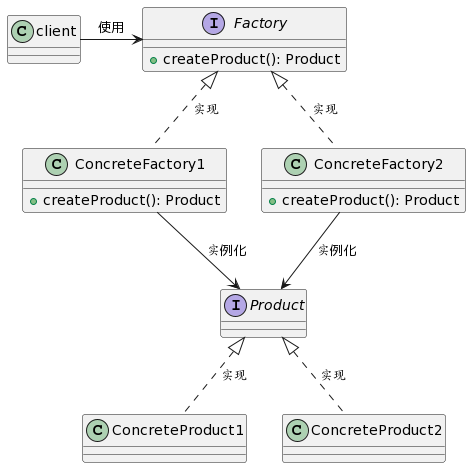 C client
使用
I Factory
createProduct(): Product
实现
实现
C ConcreteFactory1
createProduct(): Product
C ConcreteFactory2
createProduct(): Product
实例化
实例化
I Product
实现
实现
C ConcreteProduct1
C ConcreteProduct2